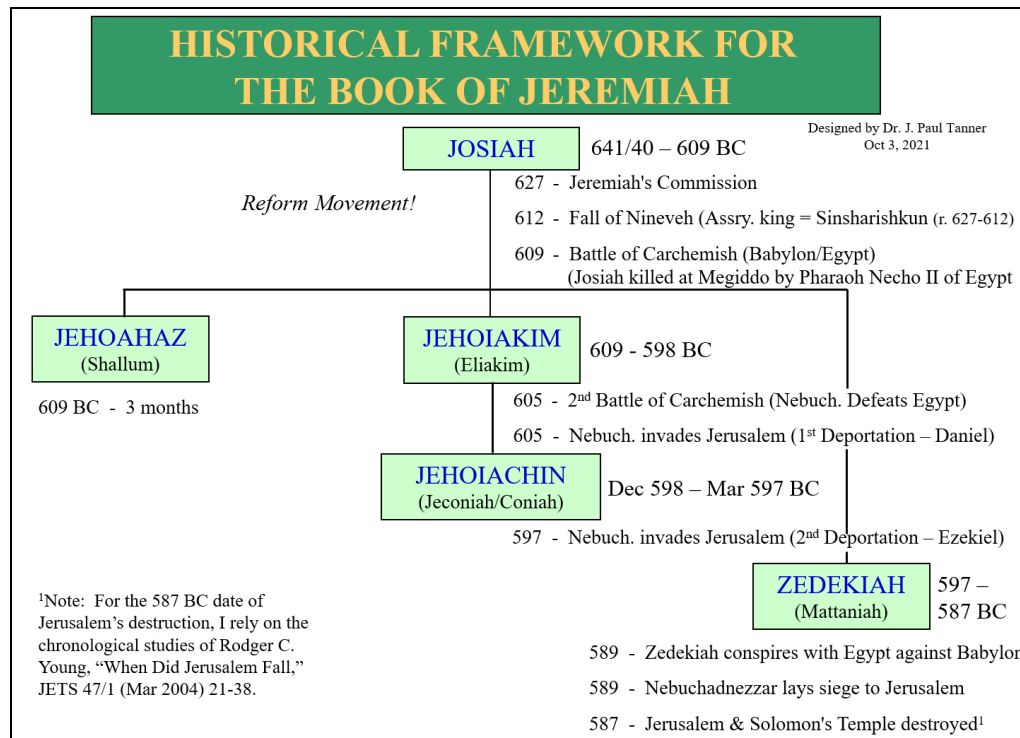 HISTORICAL FRAMEWORK FOR
THE BOOK OF JEREMIAH
Designed by Dr. J. Paul Tanner
Oct 3, 2021
JOSIAH
641/40 – 609 BC
Reform Movement!
627 - Jeremiah's Commission
612 - Fall of Nineveh (Assry. king = Sinsharishkun (r. 627-612)
609 - Battle of Carchemish (Babylon/Egypt)
(Josiah killed at Megiddo by Pharaoh Necho II of Egypt
JEHOAHAZ
(Shallum)
609 BC - 3 months
JEHOIAKIM
(Eliakim)
609 - 598 BC
605 - 2nd Battle of Carchemish (Nebuch. Defeats Egypt)
605 - Nebuch. invades Jerusalem (1st Deportation – Daniel)
JEHOIACHIN
(Jeconiah/Coniah)
Dec 598 – Mar 597 BC
597 - Nebuch. invades Jerusalem (2nd Deportation – Ezekiel)
ZEDEKIAH
(Mattaniah)
597 –
587 BC
589 - Zedekiah conspires with Egypt against Babylon
589 - Nebuchadnezzar lays siege to Jerusalem
587 - Jerusalem & Solomon's Temple destroyed¹
¹Note: For the 587 BC date of
Jerusalem’s destruction, I rely on the
chronological studies of Rodger C.
Young, “When Did Jerusalem Fall,”
JETS 47/1 (Mar 2004) 21-38.